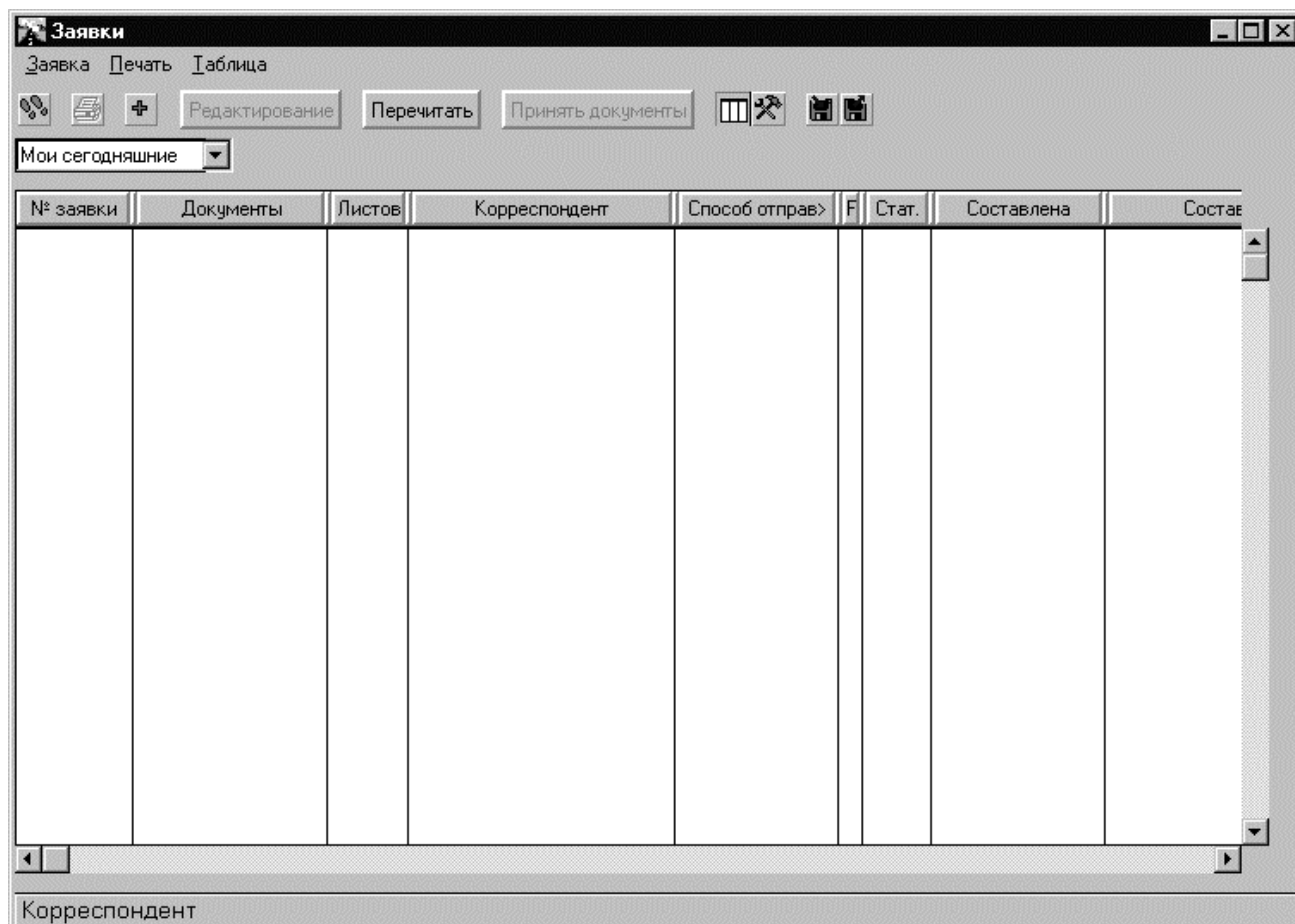 Заявки
Заявка Печать Таблица
Редактирование Перечитать Принять документы
Мои сегодняшние
№ заявки Документы Листов Корреспондент Способ отправ> F Стат. Составлена Состав
Корреспондент